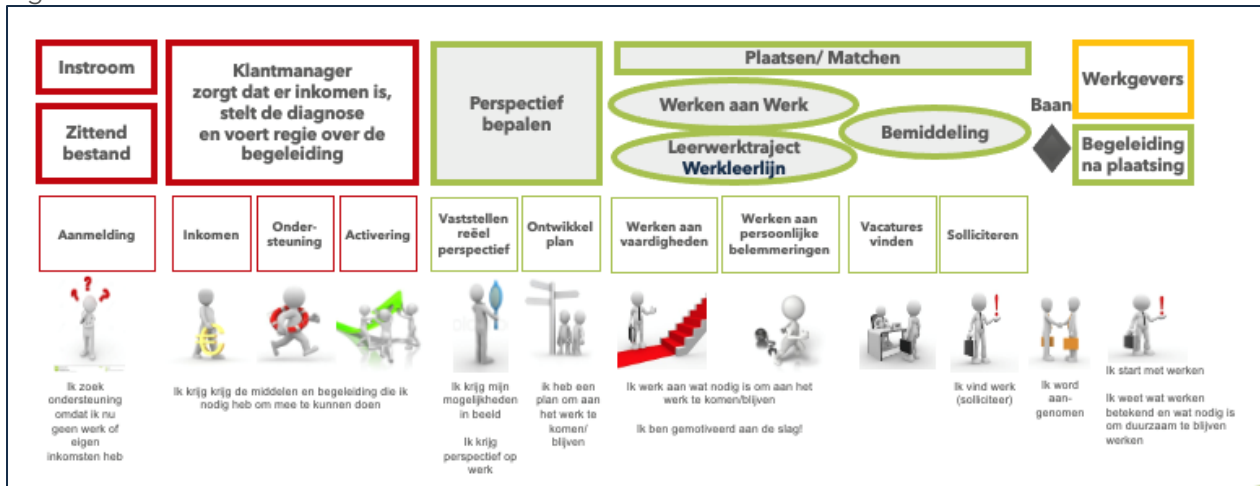 Instroom
Zittend
bestand
Klantmanager
zorgt dat er inkomen is,
stelt de diagnose
en voert regie over de
begeleiding
Perspectief
bepalen
Plaatsen/ Matchen
Werken aan Werk
Leerwerktraject
Werkleerlijn
Bemiddeling
Baan
Werkgevers
Begeleiding
na plaatsing
Aanmelding
Inkomen
Onder-
steuning
Activering
Vaststellen
reëel
perspectief
Ontwikkel
plan
Werken aan
vaardigheden
Werken aan
persoonlijke
belemmeringen
Vacatures
vinden
Solliciteren
Ik zoek
ondersteuning
omdat ik nu
geen werk of
eigen
inkomsten heb
Ik krijg krijg de middelen en begeleiding die ik
nodig heb om mee te kunnen doen
Ik krijg mijn
mogelijkheden
in beeld
Ik krijg
perspectief op
werk
ik heb een
plan om aan
het werk te
komen/
blijven
Ik werk aan wat nodig is om aan het
werk te komen/blijven
Ik ben gemotiveerd aan de slag!
Ik vind werk
(solliciteer)
Ik word
aan-
genomen
Ik start met werken
Ik weet wat werken
betekend en wat nodig is
om duurzaam te blijven
werken